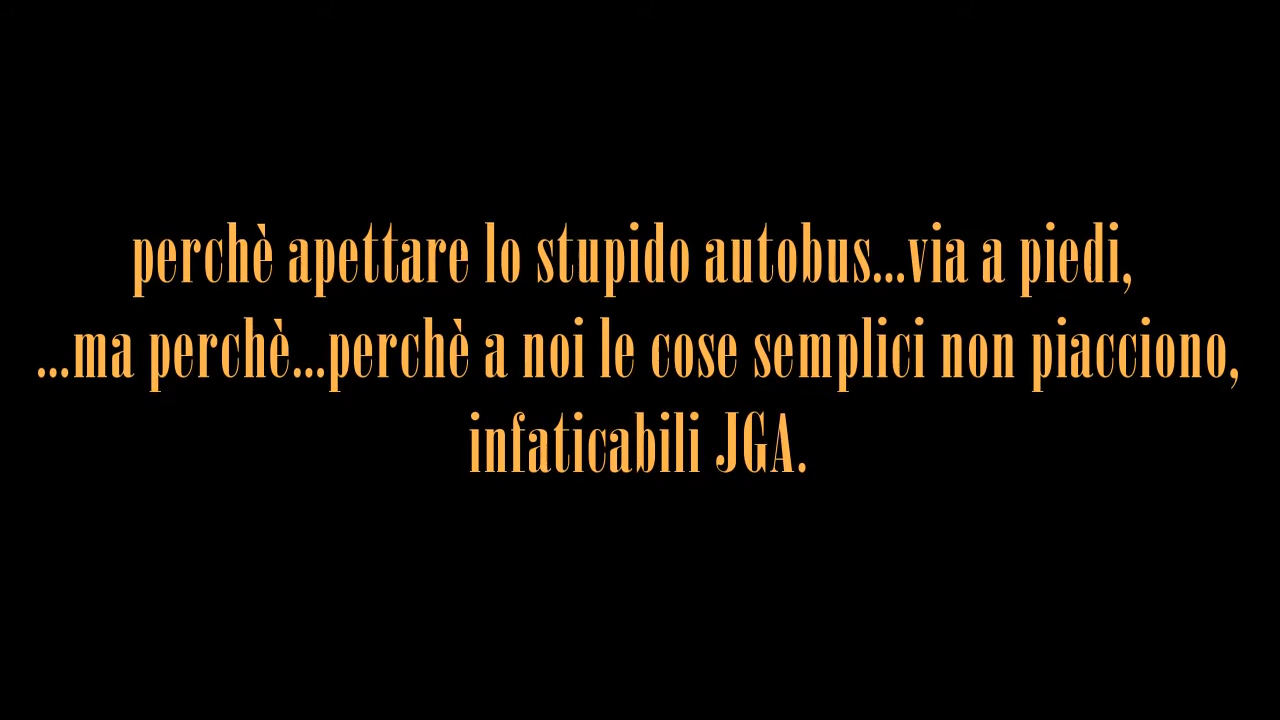 perchè apettare lo stupido autobus...via a piedi,
...ma perchè...perchè a noi le cose semplici non piacciono,
infaticabili JGA.